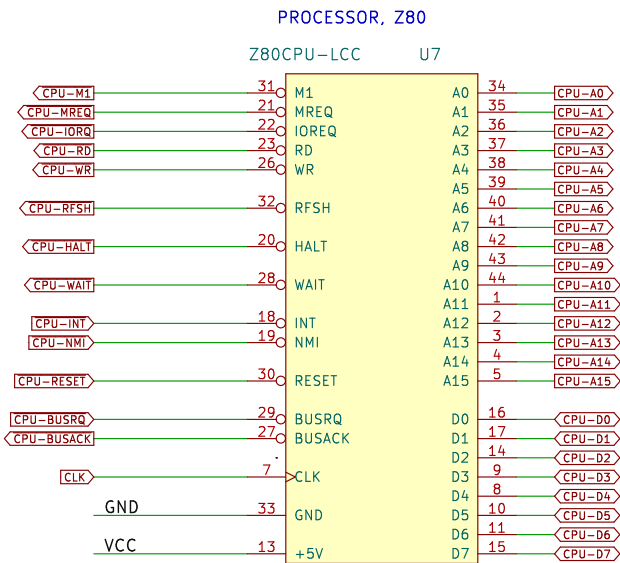 PROCESSOR, Z80
Z80CPU-LCC U7
CPU-M1 31 M1 A0 34 CPU-A0
CPU-MREQ 21 MREQ A1 35 CPU-A1
CPU-IORQ 22 IOREQ A2 36 CPU-A2
CPU-RD 23 RD A3 37 CPU-A3
CPU-WR 26 WR A4 38 CPU-A4
A5 39 CPU-A5
CPU-RFSH 32 RFSH A6 40 CPU-A6
A7 41 CPU-A7
CPU-HALT 20 HALT A8 42 CPU-A8
A9 43 CPU-A9
CPU-WAIT 28 WAIT A10 44 CPU-A10
A11 1 CPU-A11
CPU-INT 18 INT A12 2 CPU-A12
CPU-NMI 19 NMI A13 3 CPU-A13
A14 4 CPU-A14
CPU-RESET 30 RESET A15 5 CPU-A15
CPU-BUSRQ 29 BUSRQ D0 16 CPU-D0
CPU-BUSACK 27 BUSACK D1 17 CPU-D1
D2 14 CPU-D2
CLK 7 CLK D3 9 CPU-D3
D4 8 CPU-D4
GND 33 GND D5 10 CPU-D5
D6 11 CPU-D6
VCC 13 +5V D7 15 CPU-D7